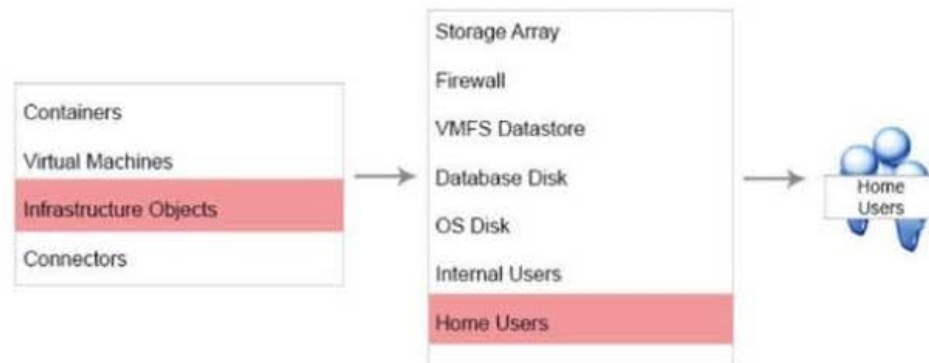 Containers
Virtual Machines
Infrastructure Objects
Connectors
Storage Array
Firewall
VMFS Datastore
Database Disk
OS Disk
Internal Users
Home Users
Home
Users